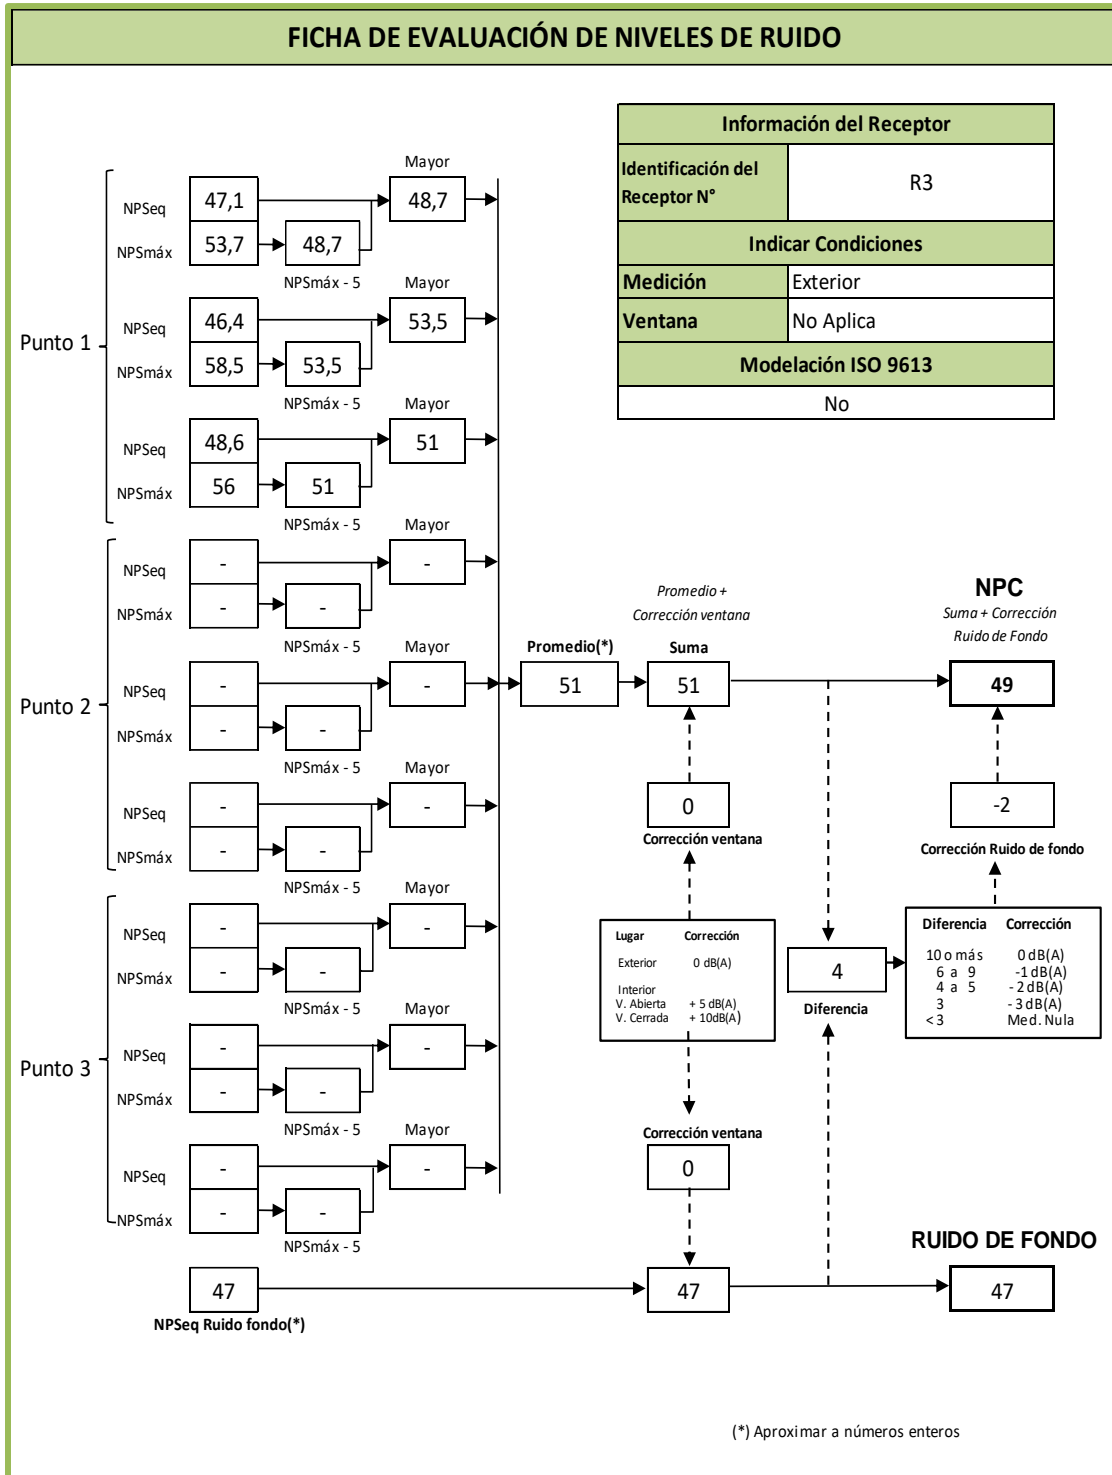 FICHA DE EVALUACIÓN DE NIVELES DE RUIDO
Información del Receptor
Identificación del Receptor N°
R3
Indicar Condiciones
Medición
Exterior
Ventana
No Aplica
Modelación ISO 9613
No
Punto 1
Mayor
NPSeq
47,1
48,7
NPSmáx
53,7
48,7
NPSmáx - 5
Mayor
NPSeq
46,4
53,5
NPSmáx
58,5
53,5
NPSmáx - 5
Mayor
NPSeq
48,6
51
NPSmáx
56
51
NPSmáx - 5
Punto 2
Mayor
NPSeq
-
-
NPSmáx
-
-
NPSmáx - 5
Mayor
NPSeq
-
-
NPSmáx
-
-
NPSmáx - 5
Mayor
NPSeq
-
-
NPSmáx
-
-
NPSmáx - 5
Punto 3
Mayor
NPSeq
-
-
NPSmáx
-
-
NPSmáx - 5
Mayor
NPSeq
-
-
NPSmáx
-
-
NPSmáx - 5
Mayor
NPSeq
-
-
NPSmáx
-
-
NPSmáx - 5
Promedio(*)
51
Promedio +
Corrección ventana
Suma
51
0
Corrección ventana
Lugar Corrección
Exterior 0 dB(A)
Interior
V. Abierta + 5 dB(A)
V. Cerrada + 10dB(A)
Corrección ventana
0
NPC
Suma + Corrección
Ruido de Fondo
49
-2
Corrección Ruido de fondo
Diferencia Corrección
10 o más 0 dB(A)
6 a 9 -1 dB(A)
4 a 5 - 2 dB(A)
3 - 3 dB(A)
< 3 Med. Nula
4
Diferencia
RUIDO DE FONDO
47
47
47
NPSeq Ruido fondo(*)
(*) Aproximar a números enteros